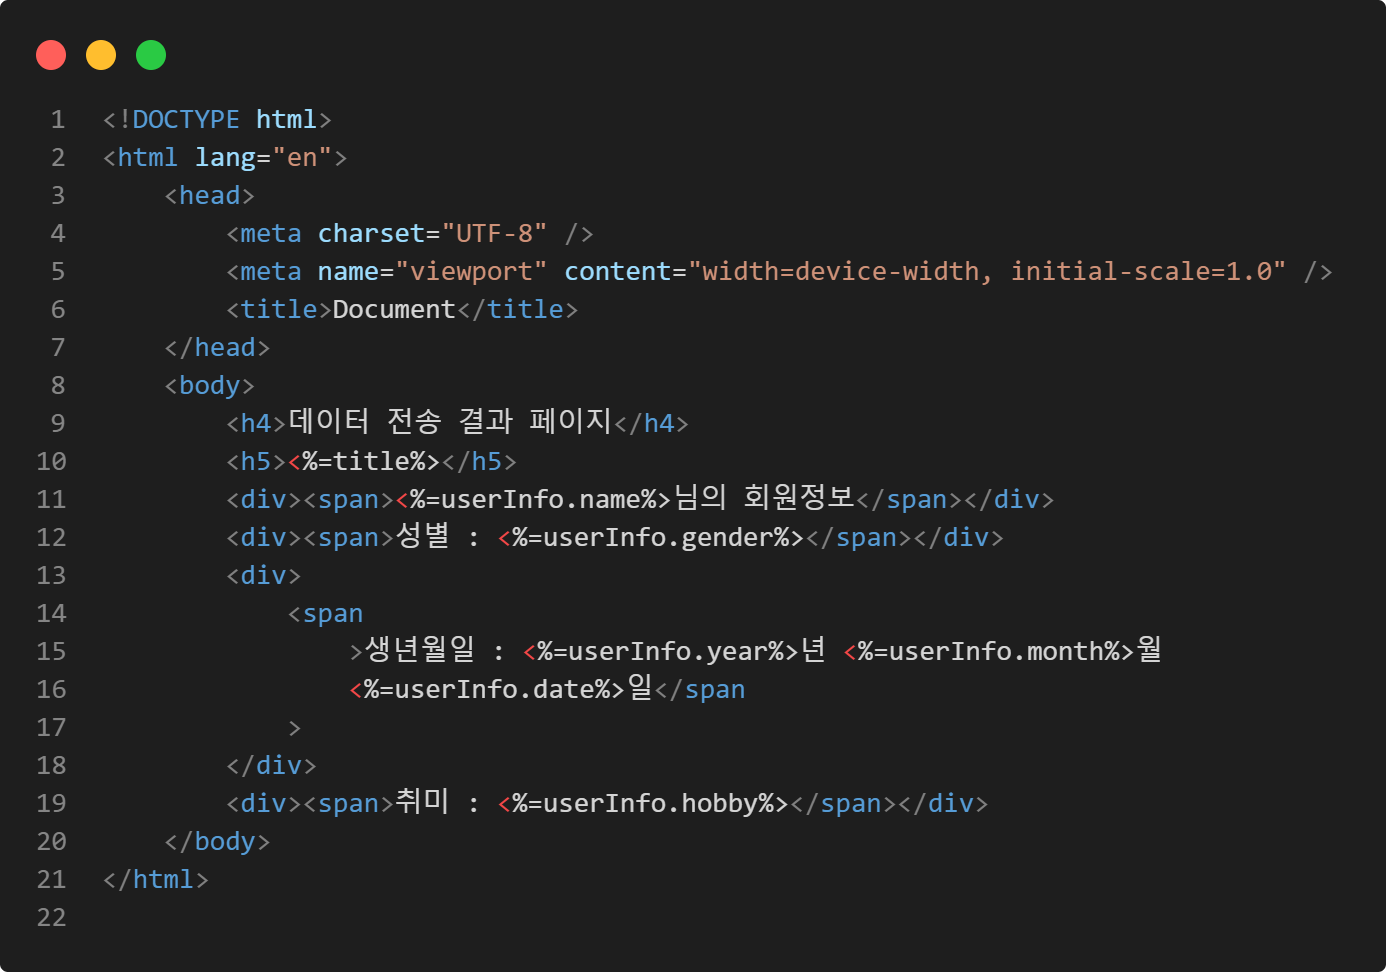 1 <!DOCTYPE html>
2 <html lang="en">
3     <head>
4         <meta charset="UTF-8" />
5         <meta name="viewport" content="width=device-width, initial-scale=1.0" />
6         <title>Document</title>
7     </head>
8     <body>
9         <h4>데이터 전송 결과 페이지</h4>
10         <h5><%=title%></h5>
11         <div><span><%=userInfo.name%>님의 회원정보</span></div>
12         <div><span>성별 : <%=userInfo.gender%></span></div>
13         <div>
14             <span
15                 >생년월일 : <%=userInfo.year%>년 <%=userInfo.month%>월
16                 <%=userInfo.date%>일</span
17             >
18         </div>
19         <div><span>취미 : <%=userInfo.hobby%></span></div>
20     </body>
21 </html>
22